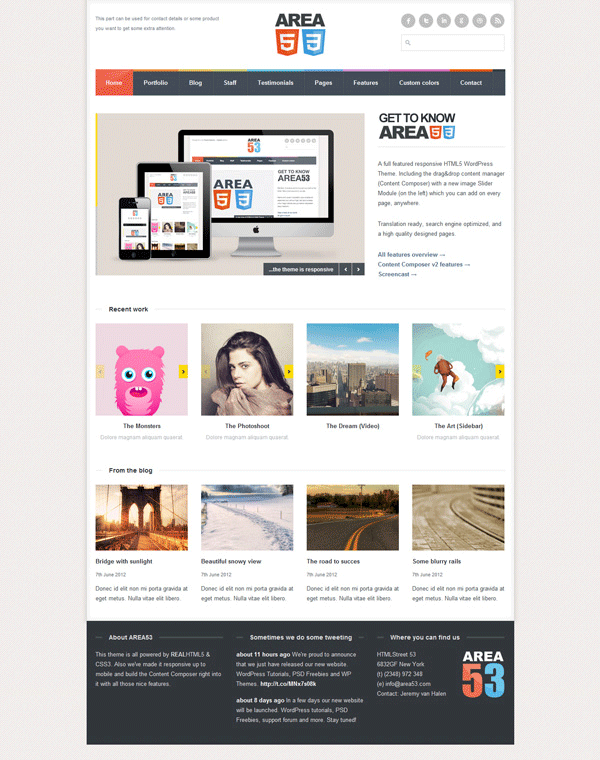 This part can be used for contact details or some product
you want to get some extra attention.
AREA
5 3
Home Portfolio Blog Staff Testimonials Pages Features Custom colors Contact
GET TO KNOW
AREA53
A full featured responsive HTML5 WordPress
Theme. Including the drag&drop content manager
(Content Composer) with a new image Slider
Module (on the left) which you can add on every
page, anywhere.
Translation ready, search engine optimized, and
a high quality designed pages.
All features overview →
Content Composer v2 features →
Screencast →
AREA
53
GET TO KNOW
AREA53
AREA
5 3
...the theme is responsive
Recent work
The Monsters
Dolore magnam aliquam quaerat
The Photoshoot
Dolore magnam aliquam quaerat
The Dream (Video)
The Art (Sidebar)
Dolore magnam aliquam quaerat
From the blog
Bridge with sunlight
7th June 2012
Donec id elit non mi porta gravida at
eget metus. Nulla vitae elit libero.
Beautiful snowy view
7th June 2012
Donec id elit non mi porta gravida at
eget metus. Nulla vitae elit libero.
The road to succes
7th June 2012
Donec id elit non mi porta gravida at
eget metus. Nulla vitae elit libero.
Some blurry rails
7th June 2012
Donec id elit non mi porta gravida at
eget metus. Nulla vitae elit libero.
About AREA53
This theme is all powered by REALHTML5 &
CSS3. Also we've made it responsive up to
mobile and build the Content Composer right into
it with all those nice features.
Sometimes we do some tweeting
about 11 hours ago We're proud to announce
that we just have released our new website.
WordPress Tutorials, PSD Freebies and WP
Themes.
about 8 days ago In a few days our new website
will be launched. WordPress tutorials, PSD
Freebies, support forum and more. Stay tuned!
Where you can find us
HTMLStreet 53
6832GF New York
(t) (2348) 972 348
(e) info@area53.com
Contact: Jeremy van Halen
AREA
53